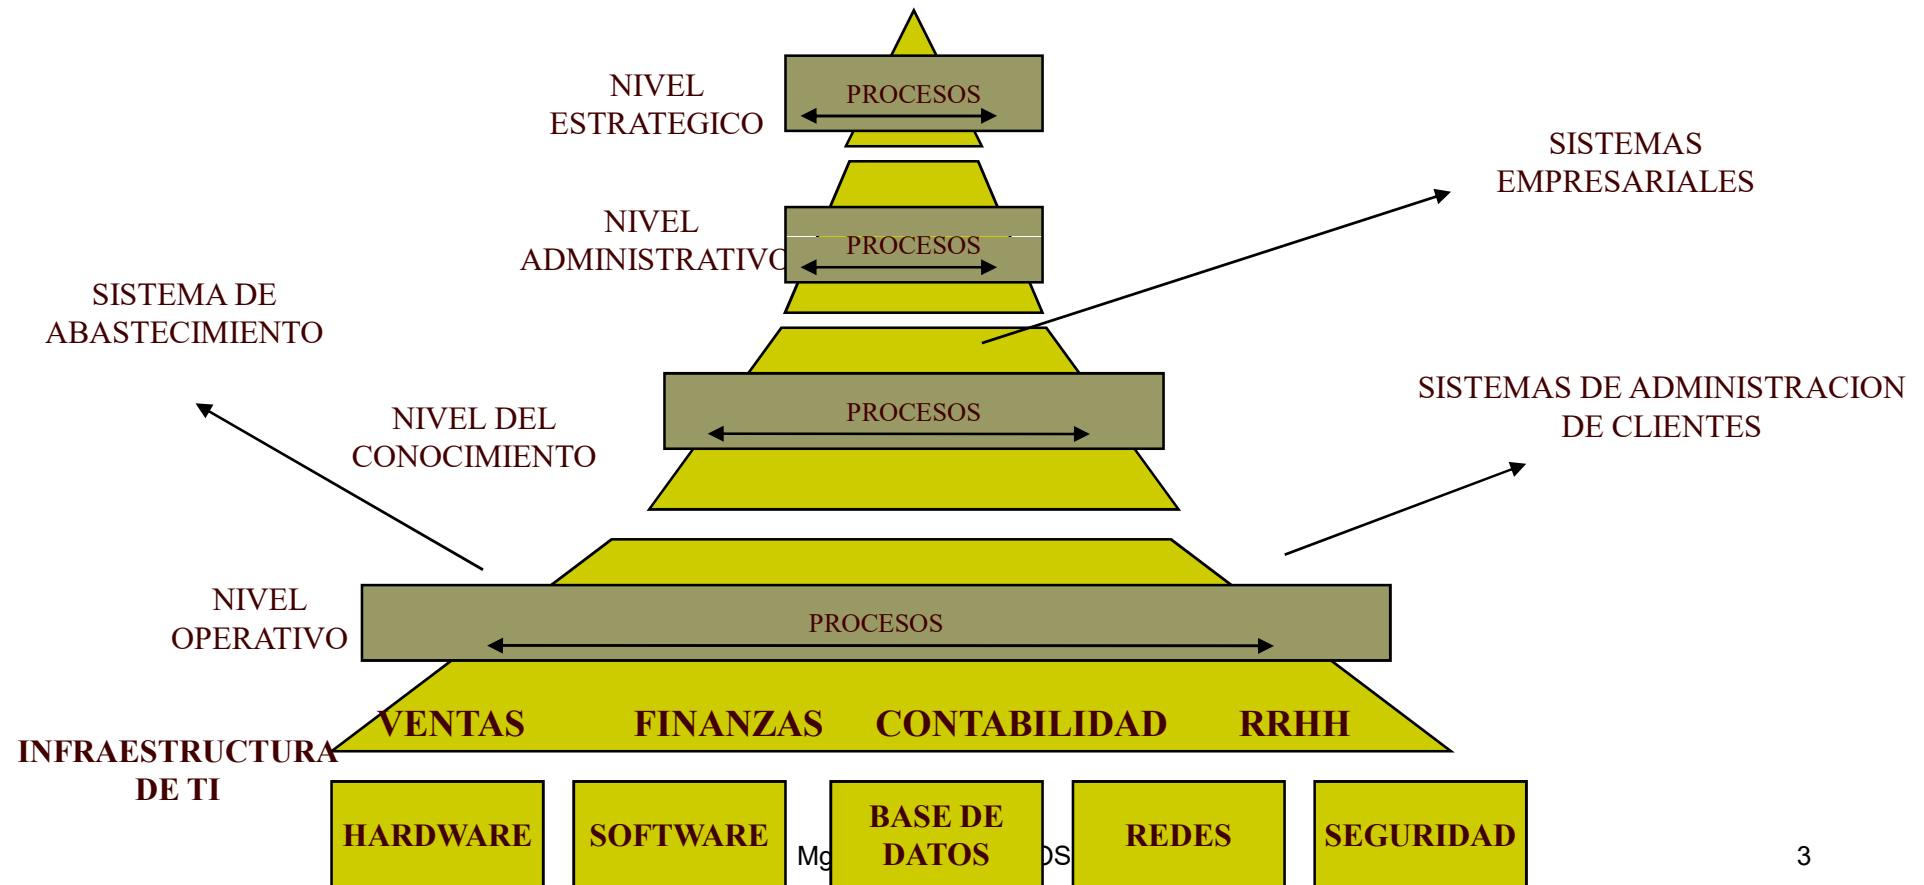 NIVEL
ESTRATEGICO
PROCESOS
SISTEMAS
EMPRESARIALES
NIVEL
ADMINISTRATIVO
PROCESOS
SISTEMA DE
ABASTECIMIENTO
SISTEMAS DE ADMINISTRACION
DE CLIENTES
NIVEL DEL
CONOCIMIENTO
PROCESOS
NIVEL
OPERATIVO
PROCESOS
VENTAS FINANZAS CONTABILIDAD RRHH
INFRAESTRUCTURA
DE TI
HARDWARE
SOFTWARE
BASE DE
DATOS
REDES
SEGURIDAD
3